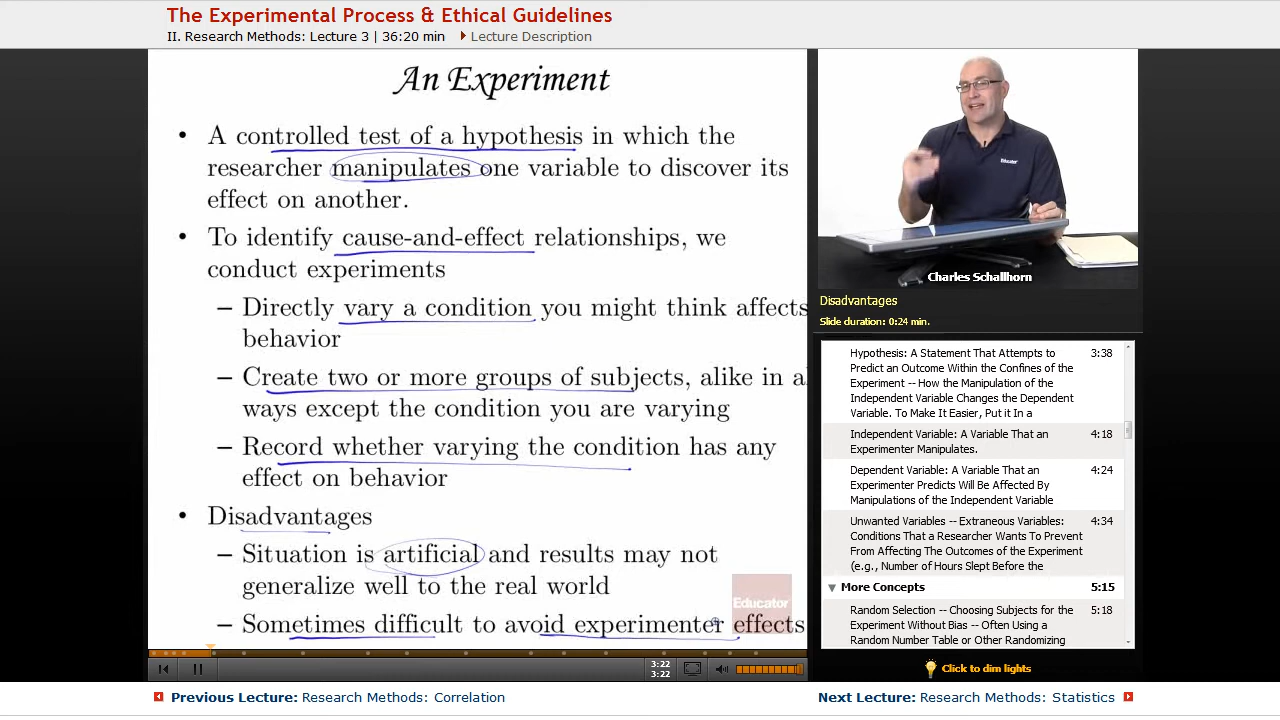 The Experimental Process & Ethical Guidelines
II. Research Methods: Lecture 3 | 36:20 min
Lecture Description
An Experiment
• A controlled test of a hypothesis in which the
researcher manipulates one variable to discover its
effect on another.
• To identify cause-and-effect relationships, we
conduct experiments
– Directly vary a condition you might think affects
behavior
– Create two or more groups of subjects, alike in a
ways except the condition you are varying
– Record whether varying the condition has any
effect on behavior
• Disadvantages
– Situation is artificial and results may not
generalize well to the real world
– Sometimes difficult to avoid experimenter effects
Educator
3:22
3:22
Educator
Charles Schallhorn
Disadvantages
Slide duration: 0:24 min.
Hypothesis: A Statement That Attempts to 3:38
Predict an Outcome Within the Confines of the
Experiment -- How the Manipulation of the
Independent Variable Changes the Dependent
Variable. To Make It Easier, Put it In a
Independent Variable: A Variable That an 4:18
Experimenter Manipulates.
Dependent Variable: A Variable That an 4:24
Experimenter Predicts Will Be Affected By
Manipulations of the Independent Variable
Unwanted Variables -- Extraneous Variables: 4:34
Conditions That a Researcher Wants To Prevent
From Affecting The Outcomes of the Experiment
(e.g., Number of Hours Slept Before the
More Concepts 5:15
Random Selection -- Choosing Subjects for the 5:18
Experiment Without Bias -- Often Using a
Random Number Table or Other Randomizing
Click to dim lights
Previous Lecture: Research Methods: Correlation
Next Lecture: Research Methods: Statistics